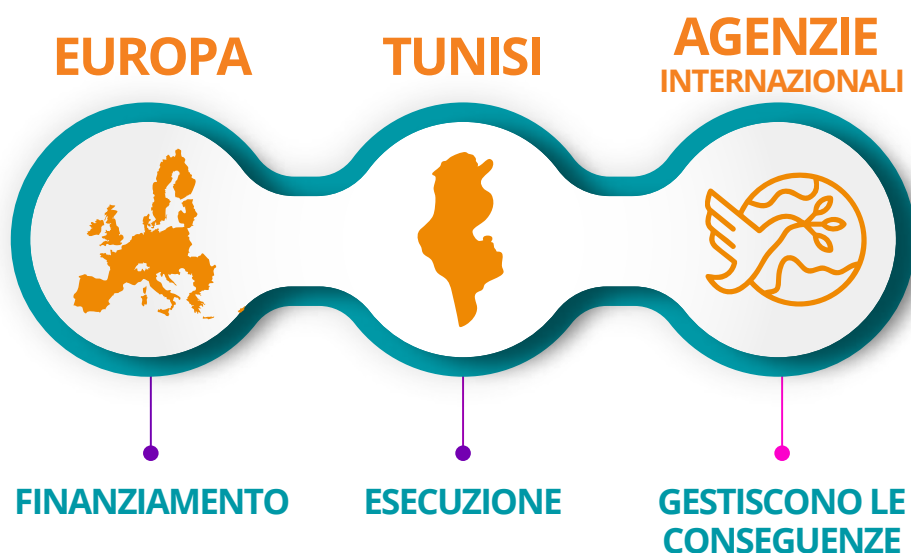 EUROPA
TUNISI
AGENZIE
INTERNAZIONALI
FINANZIAMENTO
ESECUZIONE
GESTISCONO LE
CONSEGUENZE